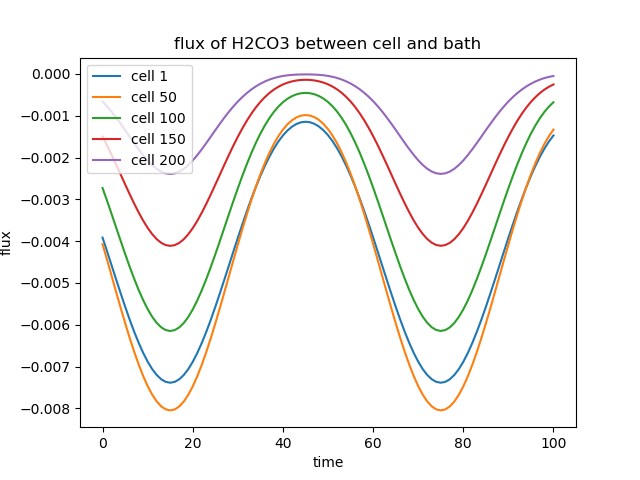 flux of H2CO3 between cell and bath
cell 1
cell 50
cell 100
cell 150
cell 200
0.000
−0.001
−0.002
−0.003
−0.004
−0.005
−0.006
−0.007
−0.008
flux
0 20 40 60 80 100
time